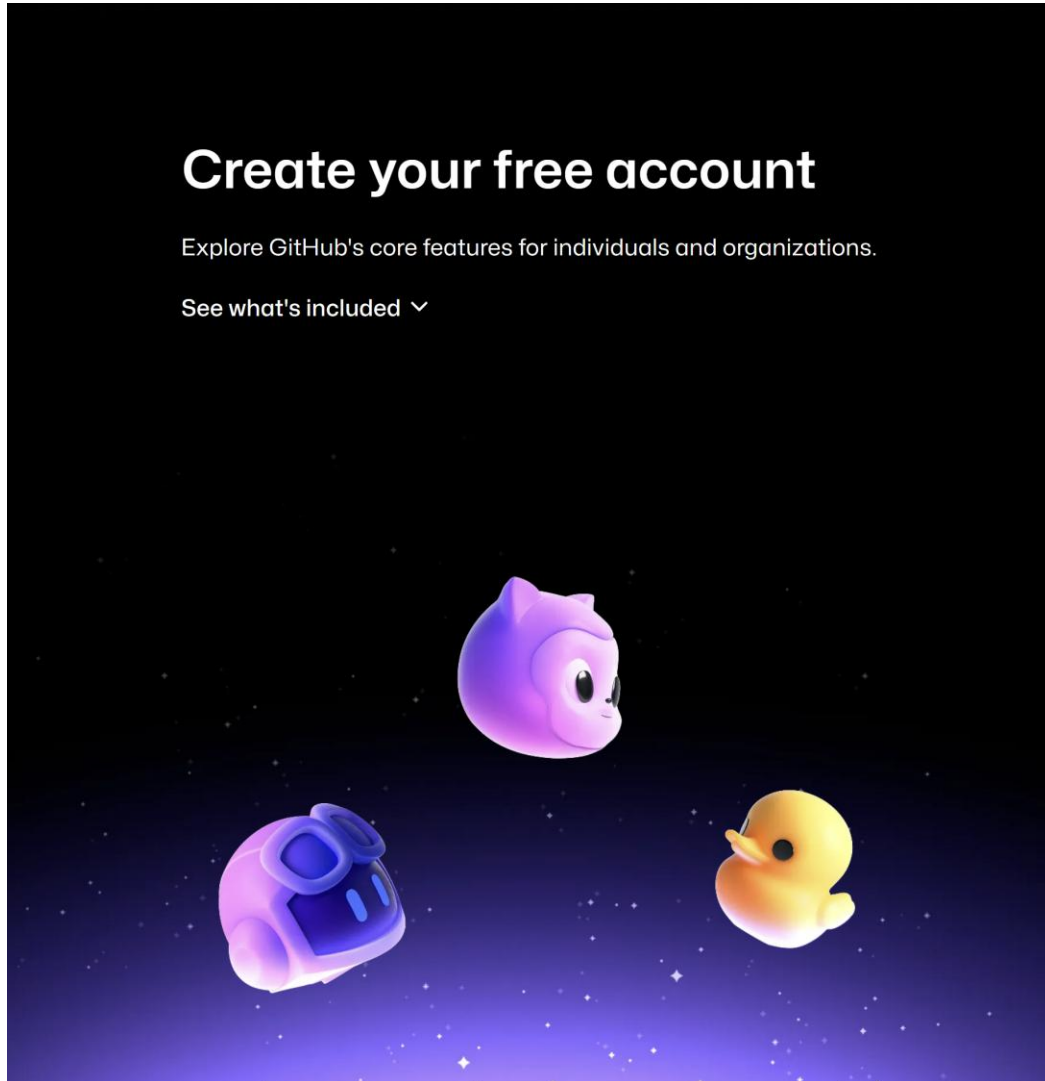 Create your free account
Explore GitHub's core features for individuals and organizations.
See what's included